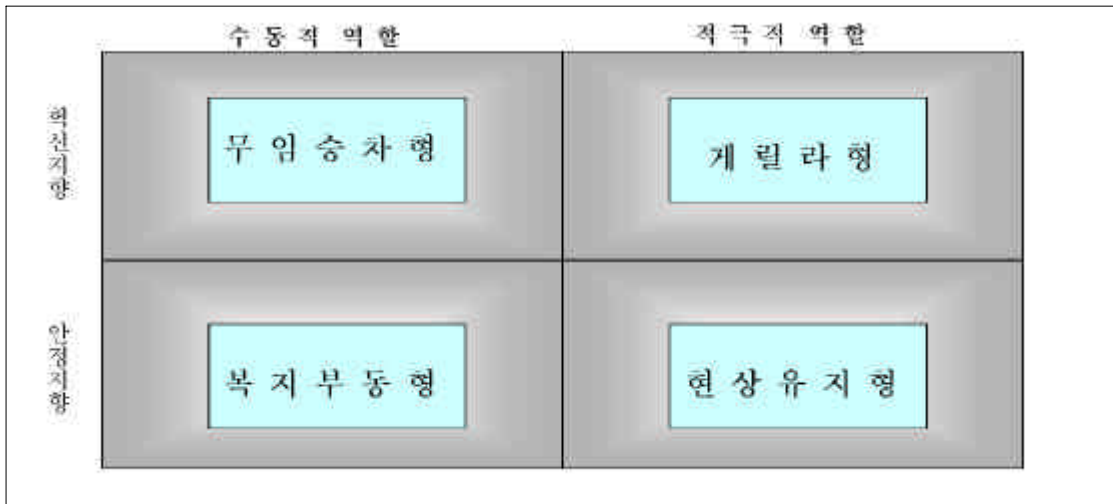 수동적 역할
적극적 역할
혁신지향
무임승차형
게릴라형
안정지향
복지부동형
현상유지형